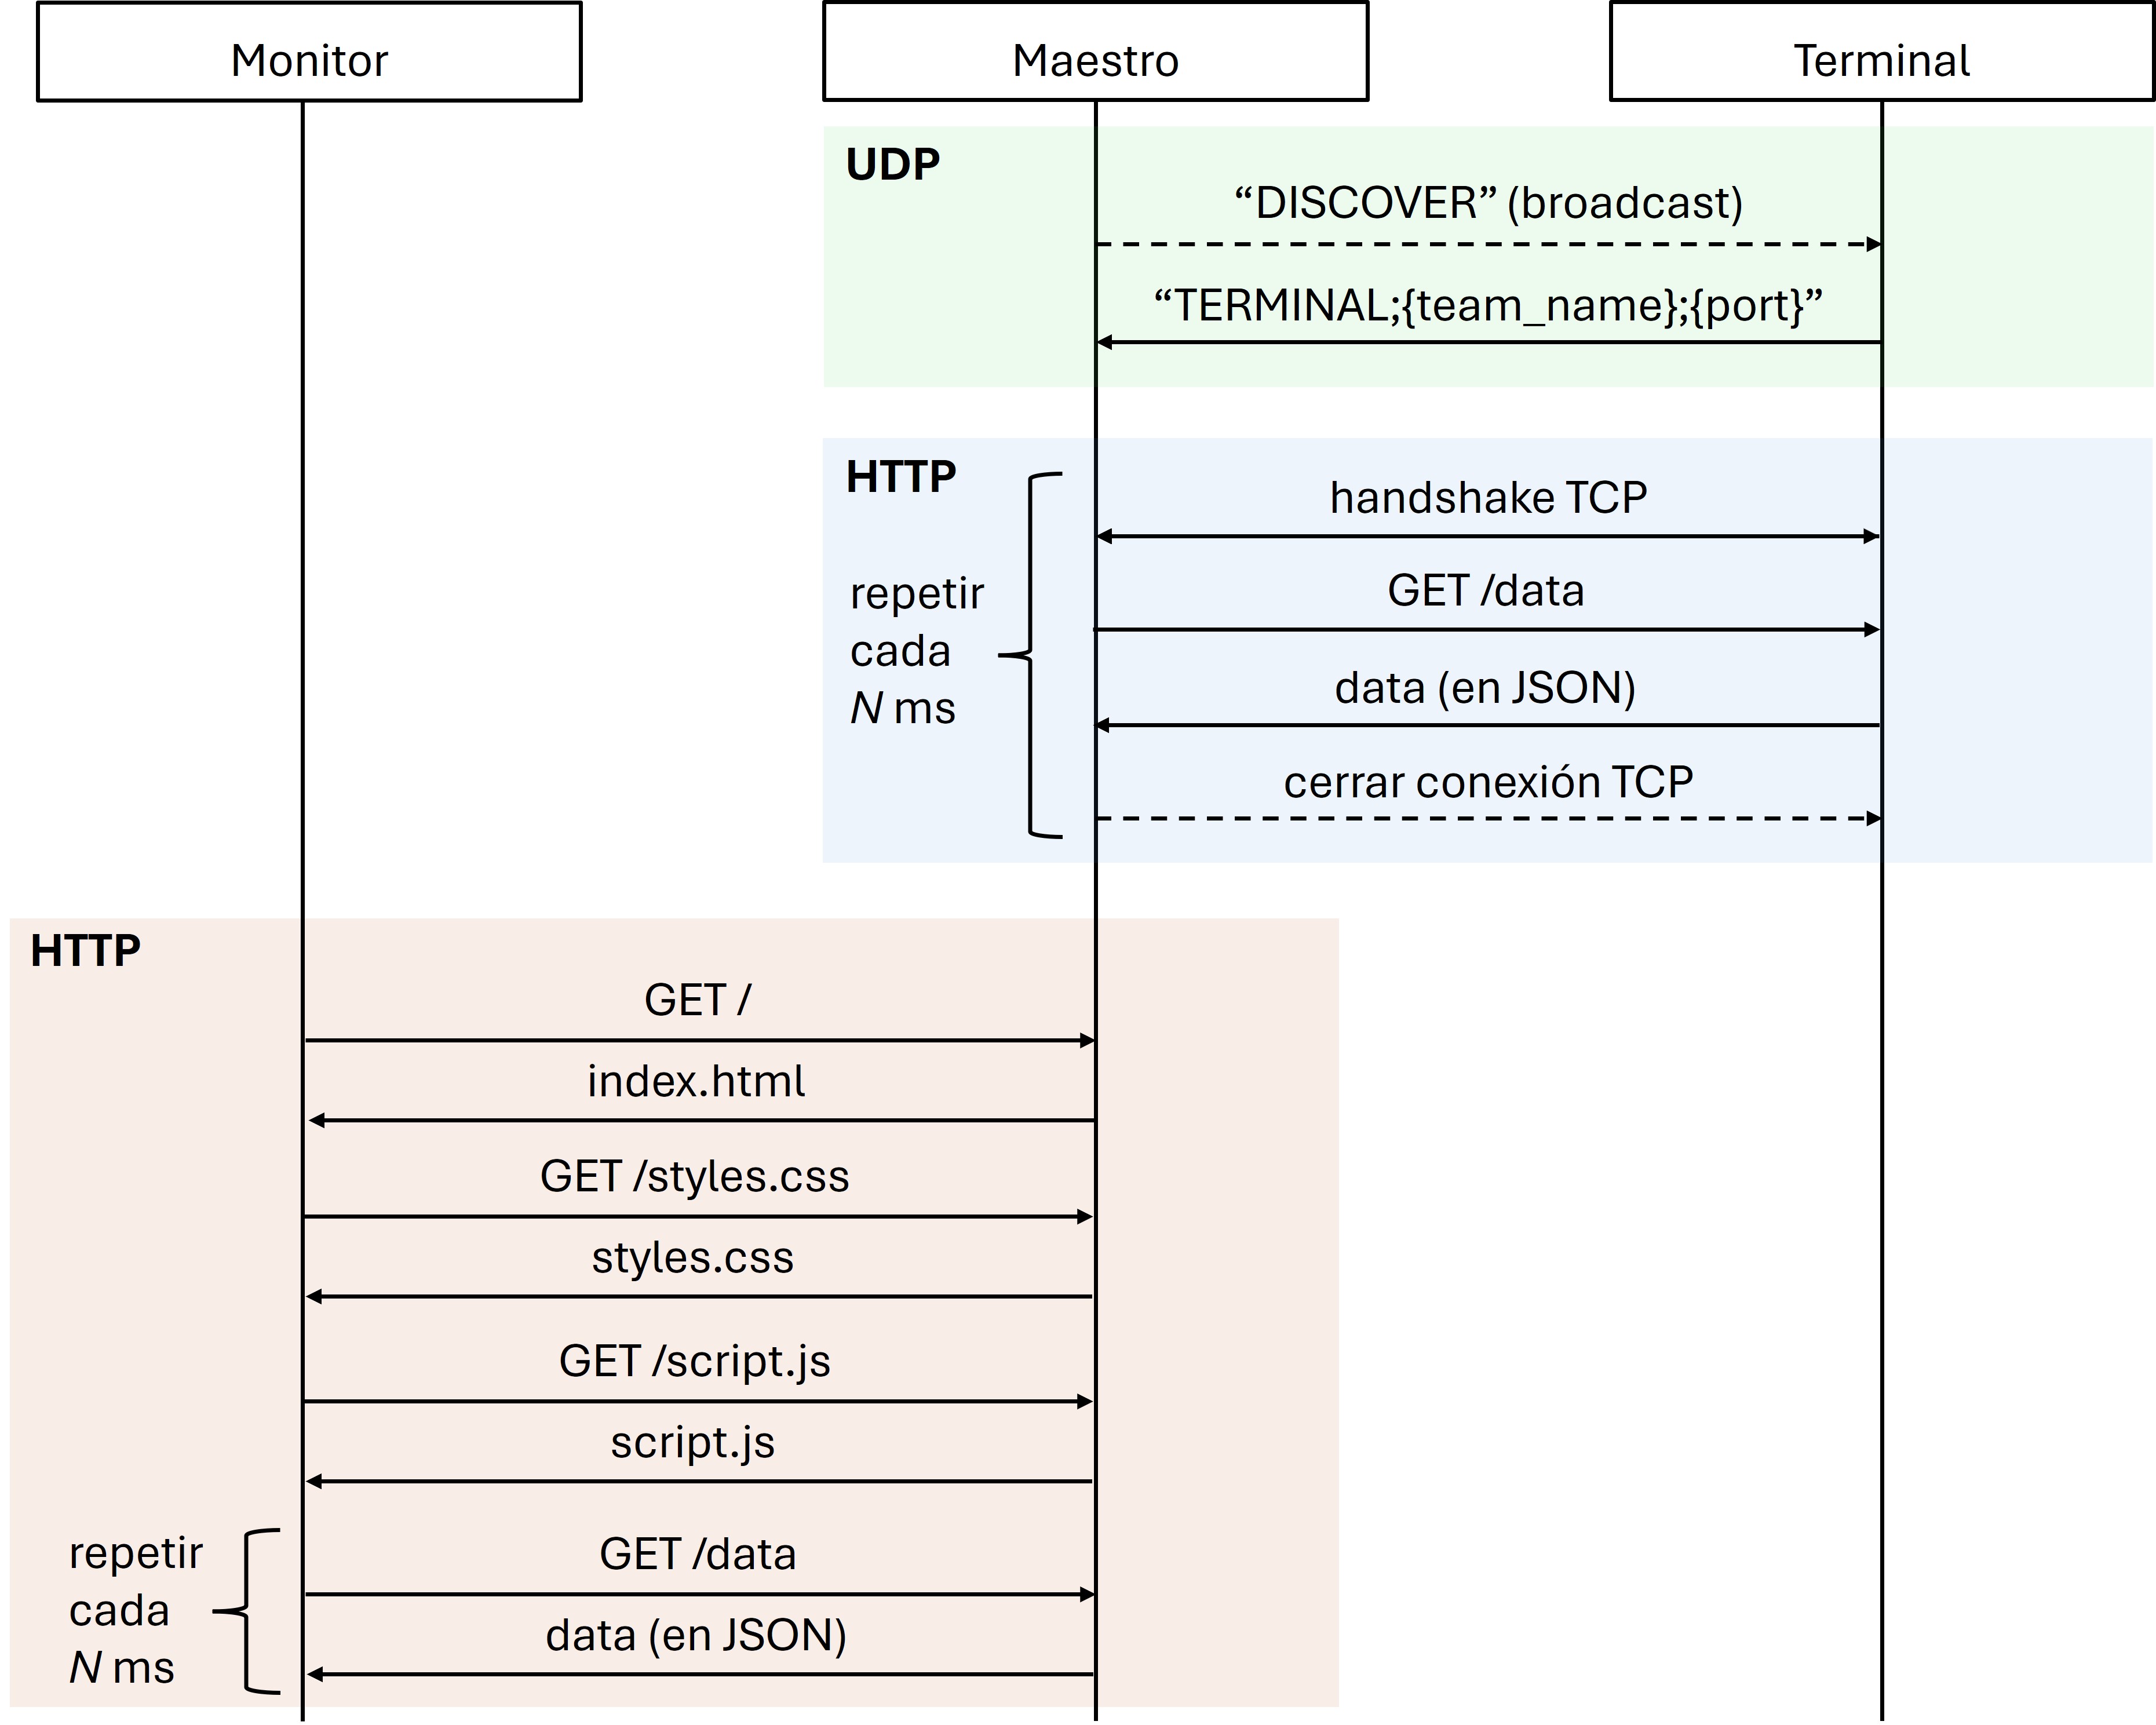 Monitor
Maestro
Terminal
UDP
“DISCOVER” (broadcast)
“TERMINAL;{team_name};{port}”
HTTP
handshake TCP
repetir
cada
N ms
GET /data
data (en JSON)
cerrar conexión TCP
HTTP
GET /
index.html
GET /styles.css
styles.css
GET /script.js
script.js
repetir
cada
N ms
GET /data
data (en JSON)